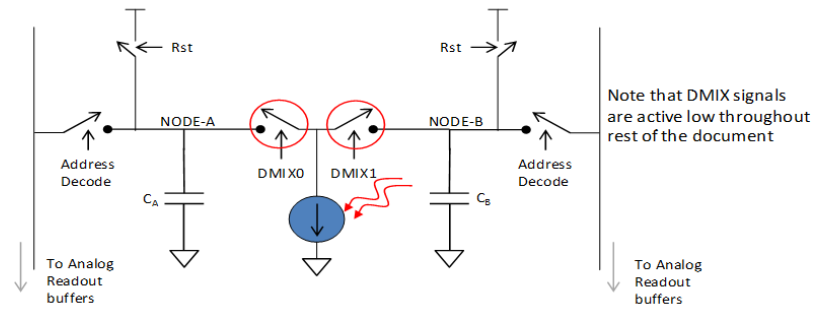 Rst
Rst
NODE-A
NODE-B
Note that DMIX signals
are active low throughout
rest of the document
Address
Decode
DMIX0
DMIX1
Address
Decode
CA
CB
To Analog
Readout
buffers
To Analog
Readout
buffers